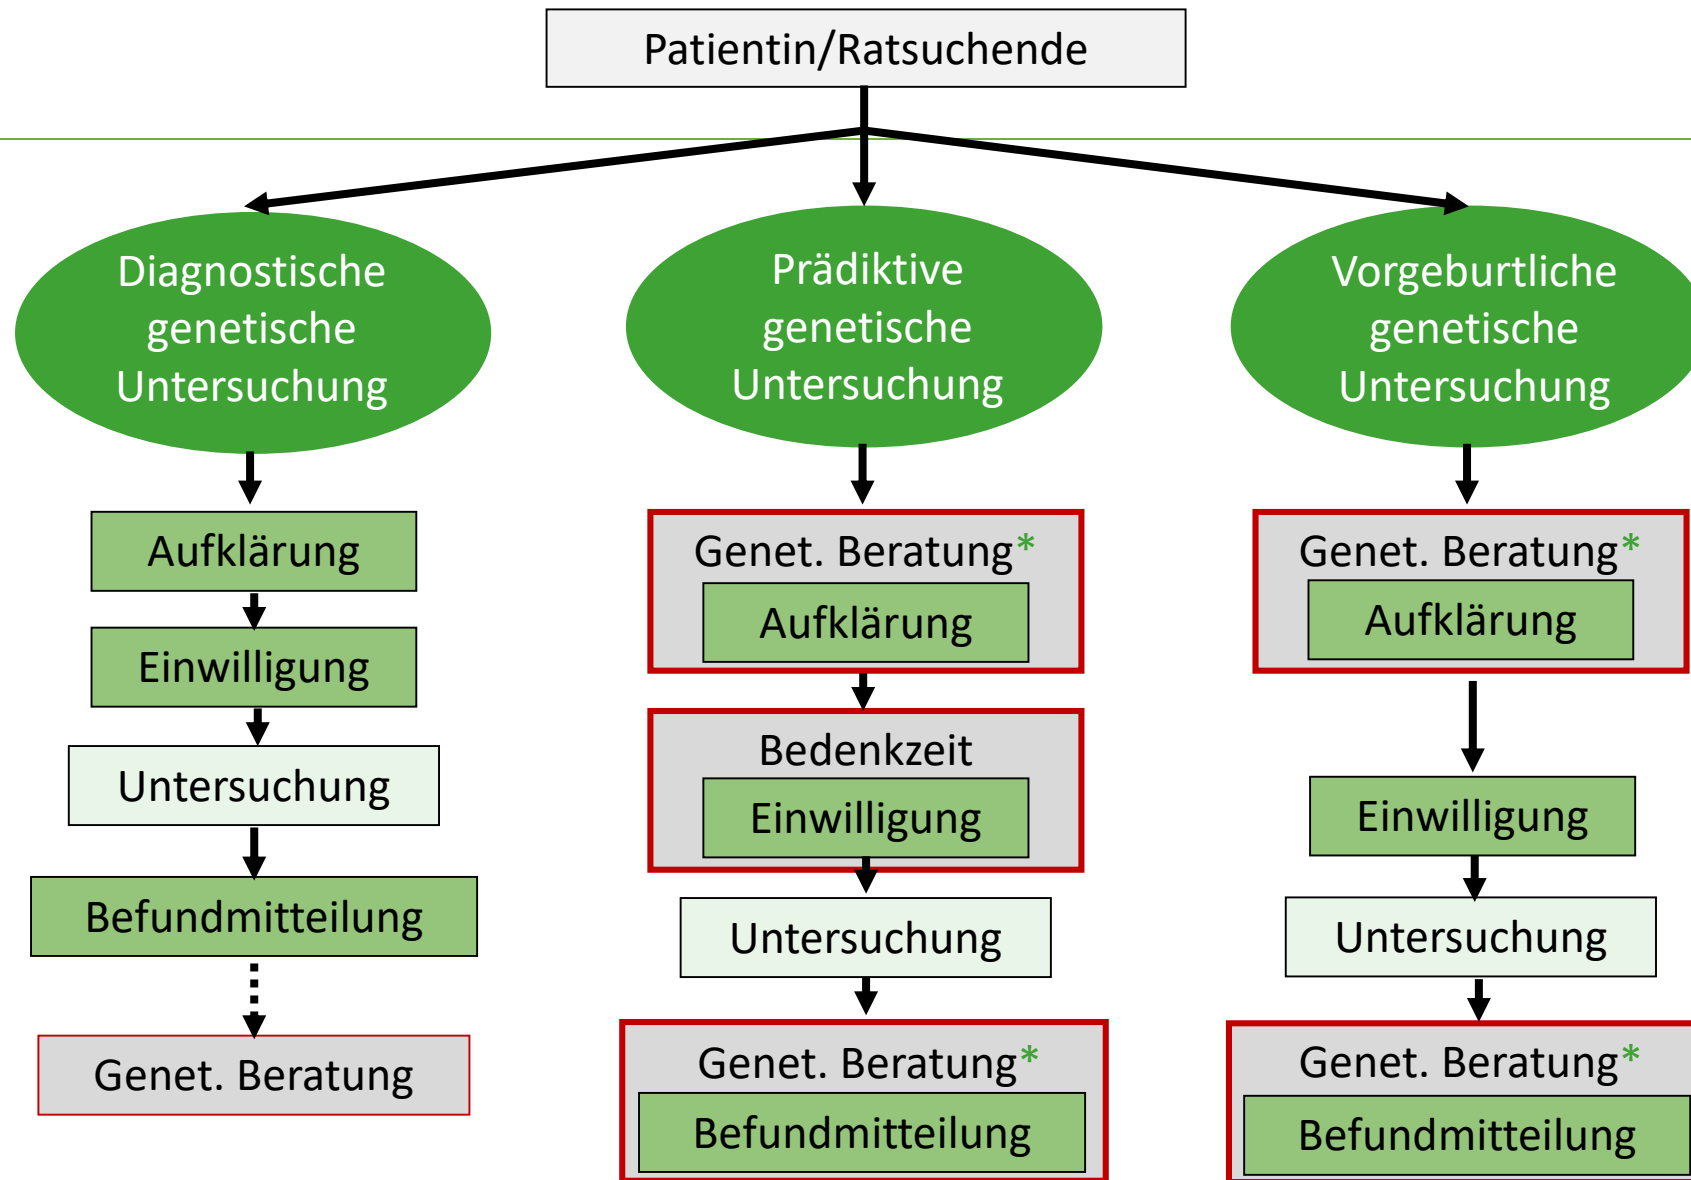 Patientin/Ratsuchende
Diagnostische
genetische
Untersuchung
Aufklärung
Einwilligung
Untersuchung
Befundmitteilung
Genet. Beratung
Prädiktive
genetische
Untersuchung
Genet. Beratung*
Aufklärung
Bedenkzeit
Einwilligung
Untersuchung
Genet. Beratung*
Befundmitteilung
Vorgeburtliche
genetische
Untersuchung
Genet. Beratung*
Aufklärung
Einwilligung
Untersuchung
Genet. Beratung*
Befundmitteilung